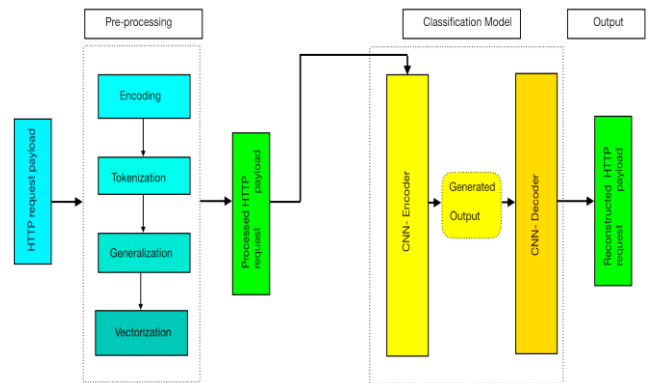 Pre-processing
Classification Model
Output
HTTP request payload
Encoding
Tokenization
Generalization
Vectorization
Processed HTTP
request payload
CNN- Encoder
Generated
Output
CNN- Decoder
Reconstructed HTTP
request payload